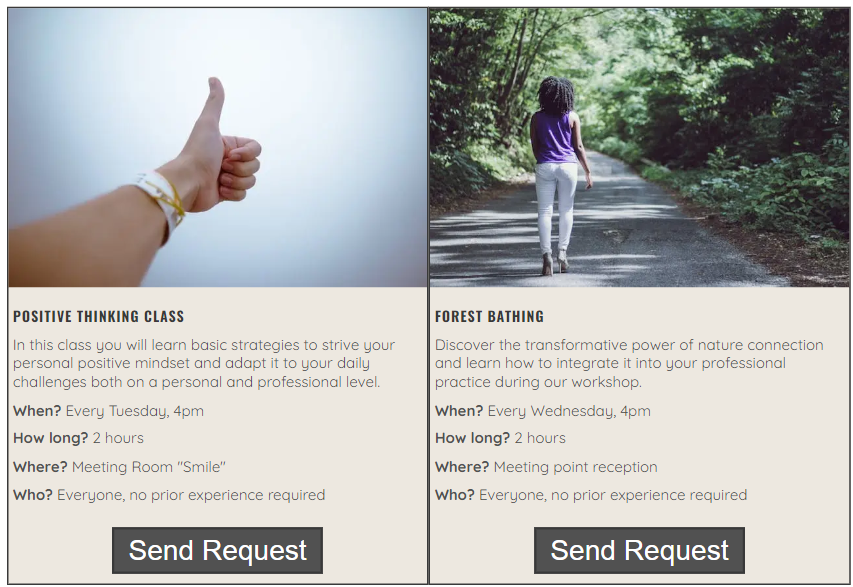 POSITIVE THINKING CLASS
In this class you will learn basic strategies to strive your
personal positive mindset and adapt it to your daily
challenges both on a personal and professional level.
When? Every Tuesday, 4pm
How long? 2 hours
Where? Meeting Room "Smile"
Who? Everyone, no prior experience required
Send Request
FOREST BATHING
Discover the transformative power of nature connection
and learn how to integrate it into your professional
practice during our workshop.
When? Every Wednesday, 4pm
How long? 2 hours
Where? Meeting point reception
Who? Everyone, no prior experience required
Send Request